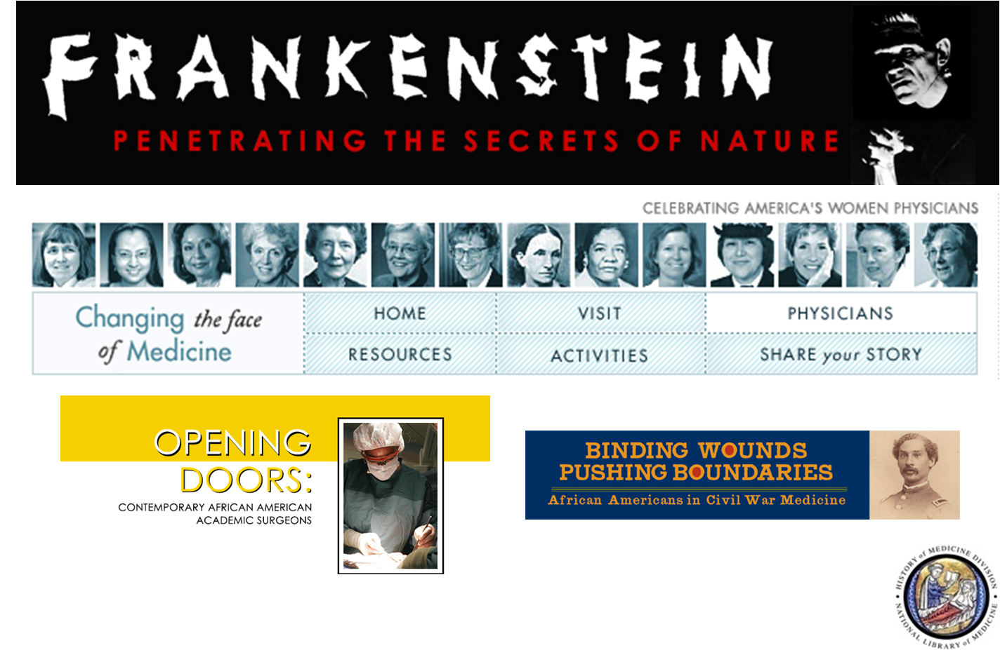 FRANKENSTEIN
PENETRATING THE SECRETS OF NATURE
CELEBRATING AMERICA'S WOMEN PHYSICIANS
Changing the face
of Medicine
HOME
VISIT
PHYSICIANS
RESOURCES
ACTIVITIES
SHARE your STORY
OPENING
DOORS:
CONTEMPORARY AFRICAN AMERICAN
ACADEMIC SURGEONS
BINDING WOUNDS
PUSHING BOUNDARIES
African Americans in Civil War Medicine
HISTORY of MEDICINE DIVISION
NATIONAL LIBRARY of MEDICINE